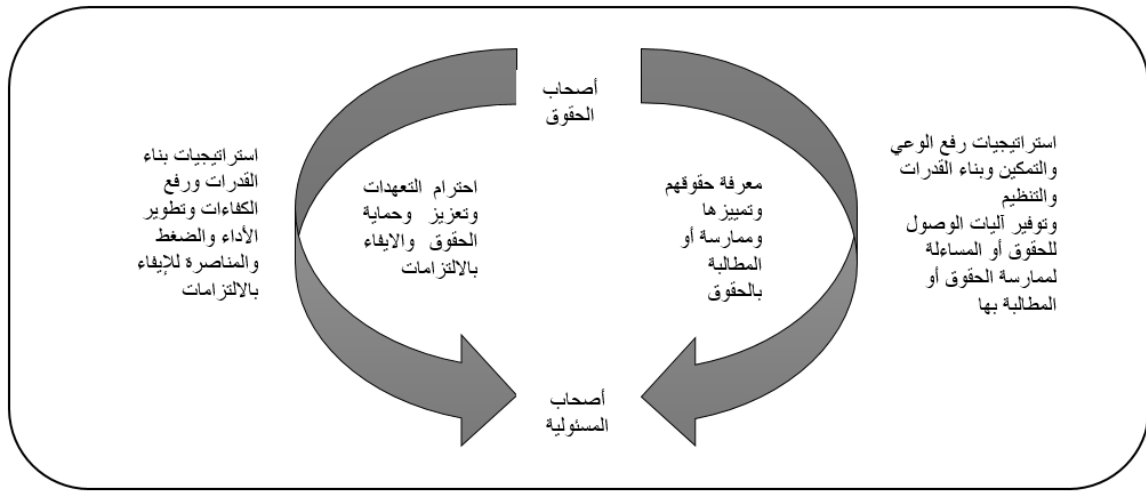 أصحاب
الحقوق
استراتيجيات رفع الوعي
والتمكين وبناء القدرات
والتنظيم
وتوفير آليات الوصول
للحقوق أو المساءلة
لممارسة الحقوق أو
المطالبة بها
معرفة حقوقهم
وتمييزها
وممارسة أو
المطالبة
بالحقوق
احترام التعهدات
وتعزيز وحماية
الحقوق والايفاء
بالالتزامات
استراتيجيات بناء
القدرات ورفع
الكفاءات وتطوير
الأداء والضغط
والمناصرة للإيفاء
بالالتزامات
أصحاب
المسئولية